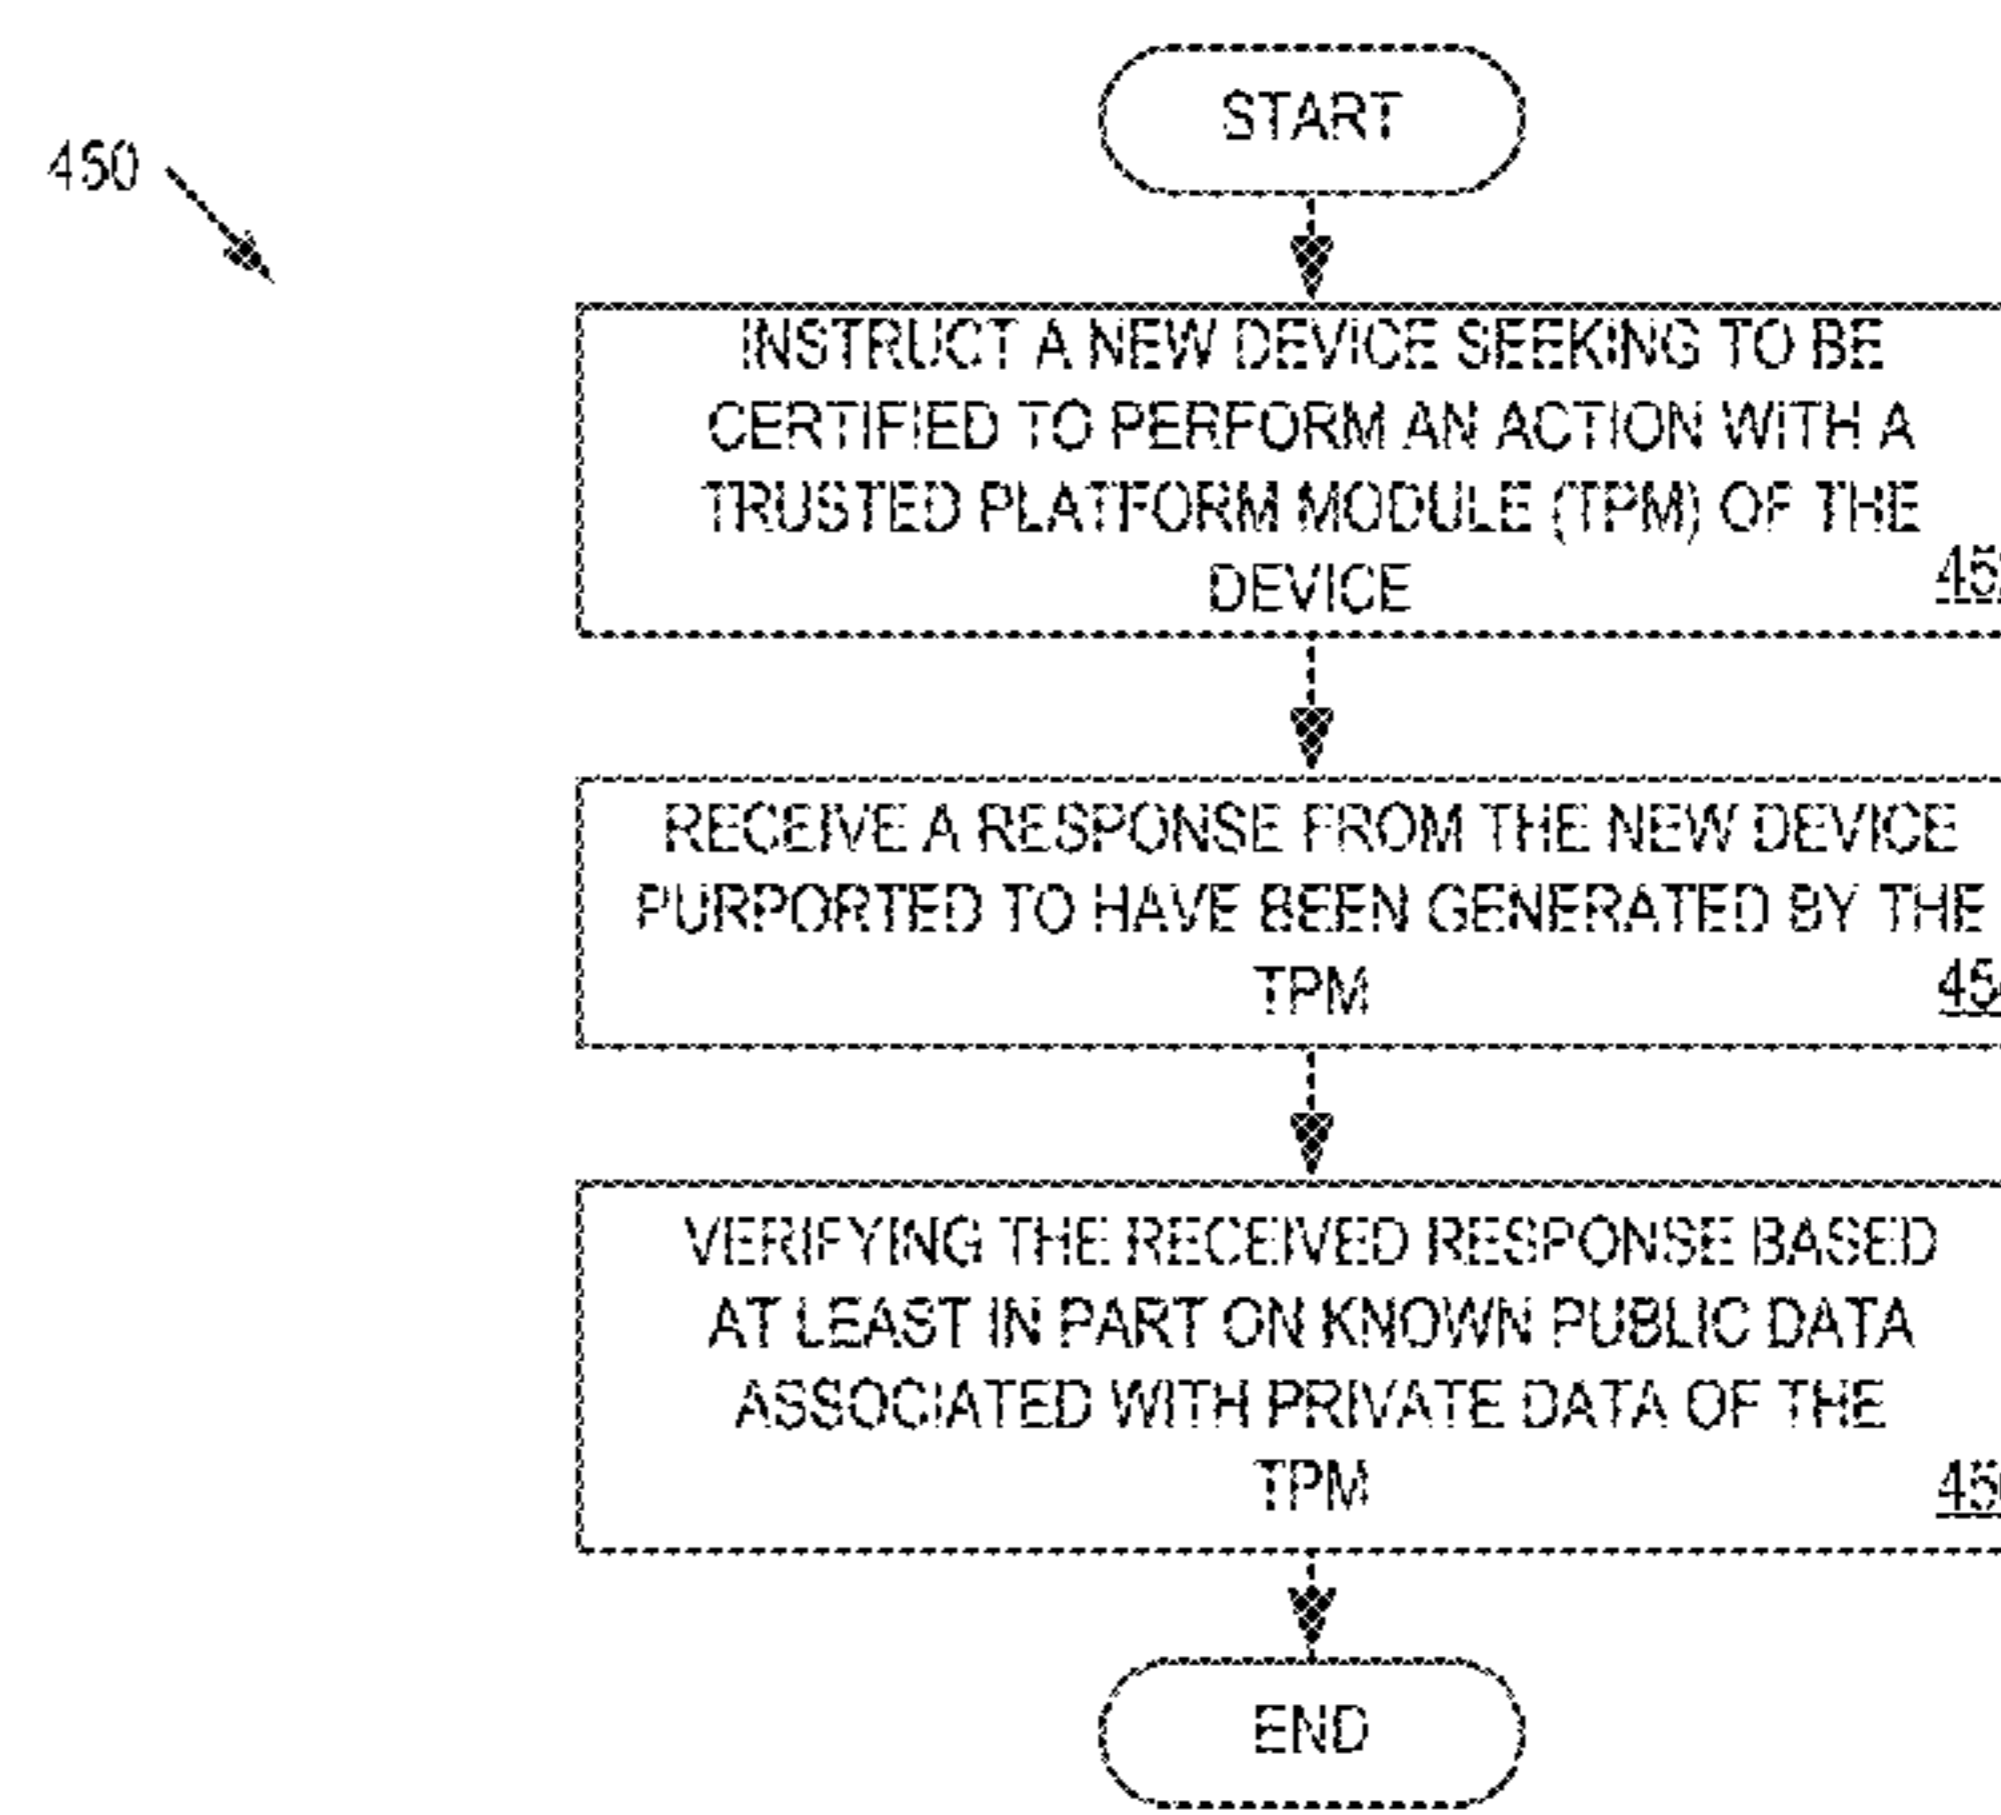 START
450
INSTRUCT A NEW DEVICE SEEKING TO BE
CERTIFIED TO PERFORM AN ACTION WITH A
TRUSTED PLATFORM MODULE (TPM) OF THE
DEVICE
RECEIVE A RESPONSE FROM THE NEW DEVICE
PURPORTED TO HAVE BEEN GENERATED BY THE
TPM
VERIFYING THE RECEIVED RESPONSE BASED
AT LEAST IN PART ON KNOWN PUBLIC DATA
ASSOCIATED WITH PRIVATE DATA OF THE
TPM
END